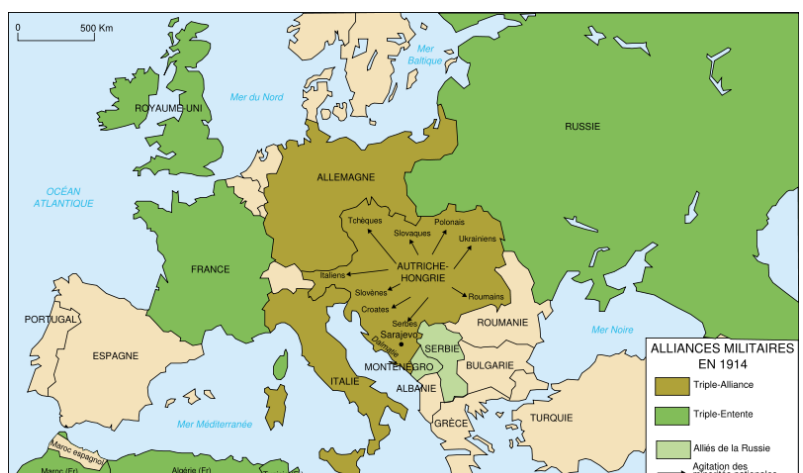 0 500 Km
Mer
Baltique
Mer du Nord
ROYAUME-UNI
RUSSIE
ALLEMAGNE
OCÉAN
ATLANTIQUE
Tchèques
Polonais
Slovaques
Ukrainiens
FRANCE
AUTRICHE-
HONGRIE
Italiens
Slovènes
Roumains
Croates
PORTUGAL
Serbes
ROUMANIE
Mer Noire
Sarajevo
Dalmatie
SERBIE
ESPAGNE
MONTENEGRO
BULGARIE
ITALIE
ALBANIE
GRÈCE
TURQUIE
Mer Méditerranée
Maroc espagnol
Maroc (Fr)
Algérie (Fr)
ALLIANCES MILITAIRES
EN 1914
Triple-Alliance
Triple-Entente
Alliés de la Russie
Agitation des
minorités nationales